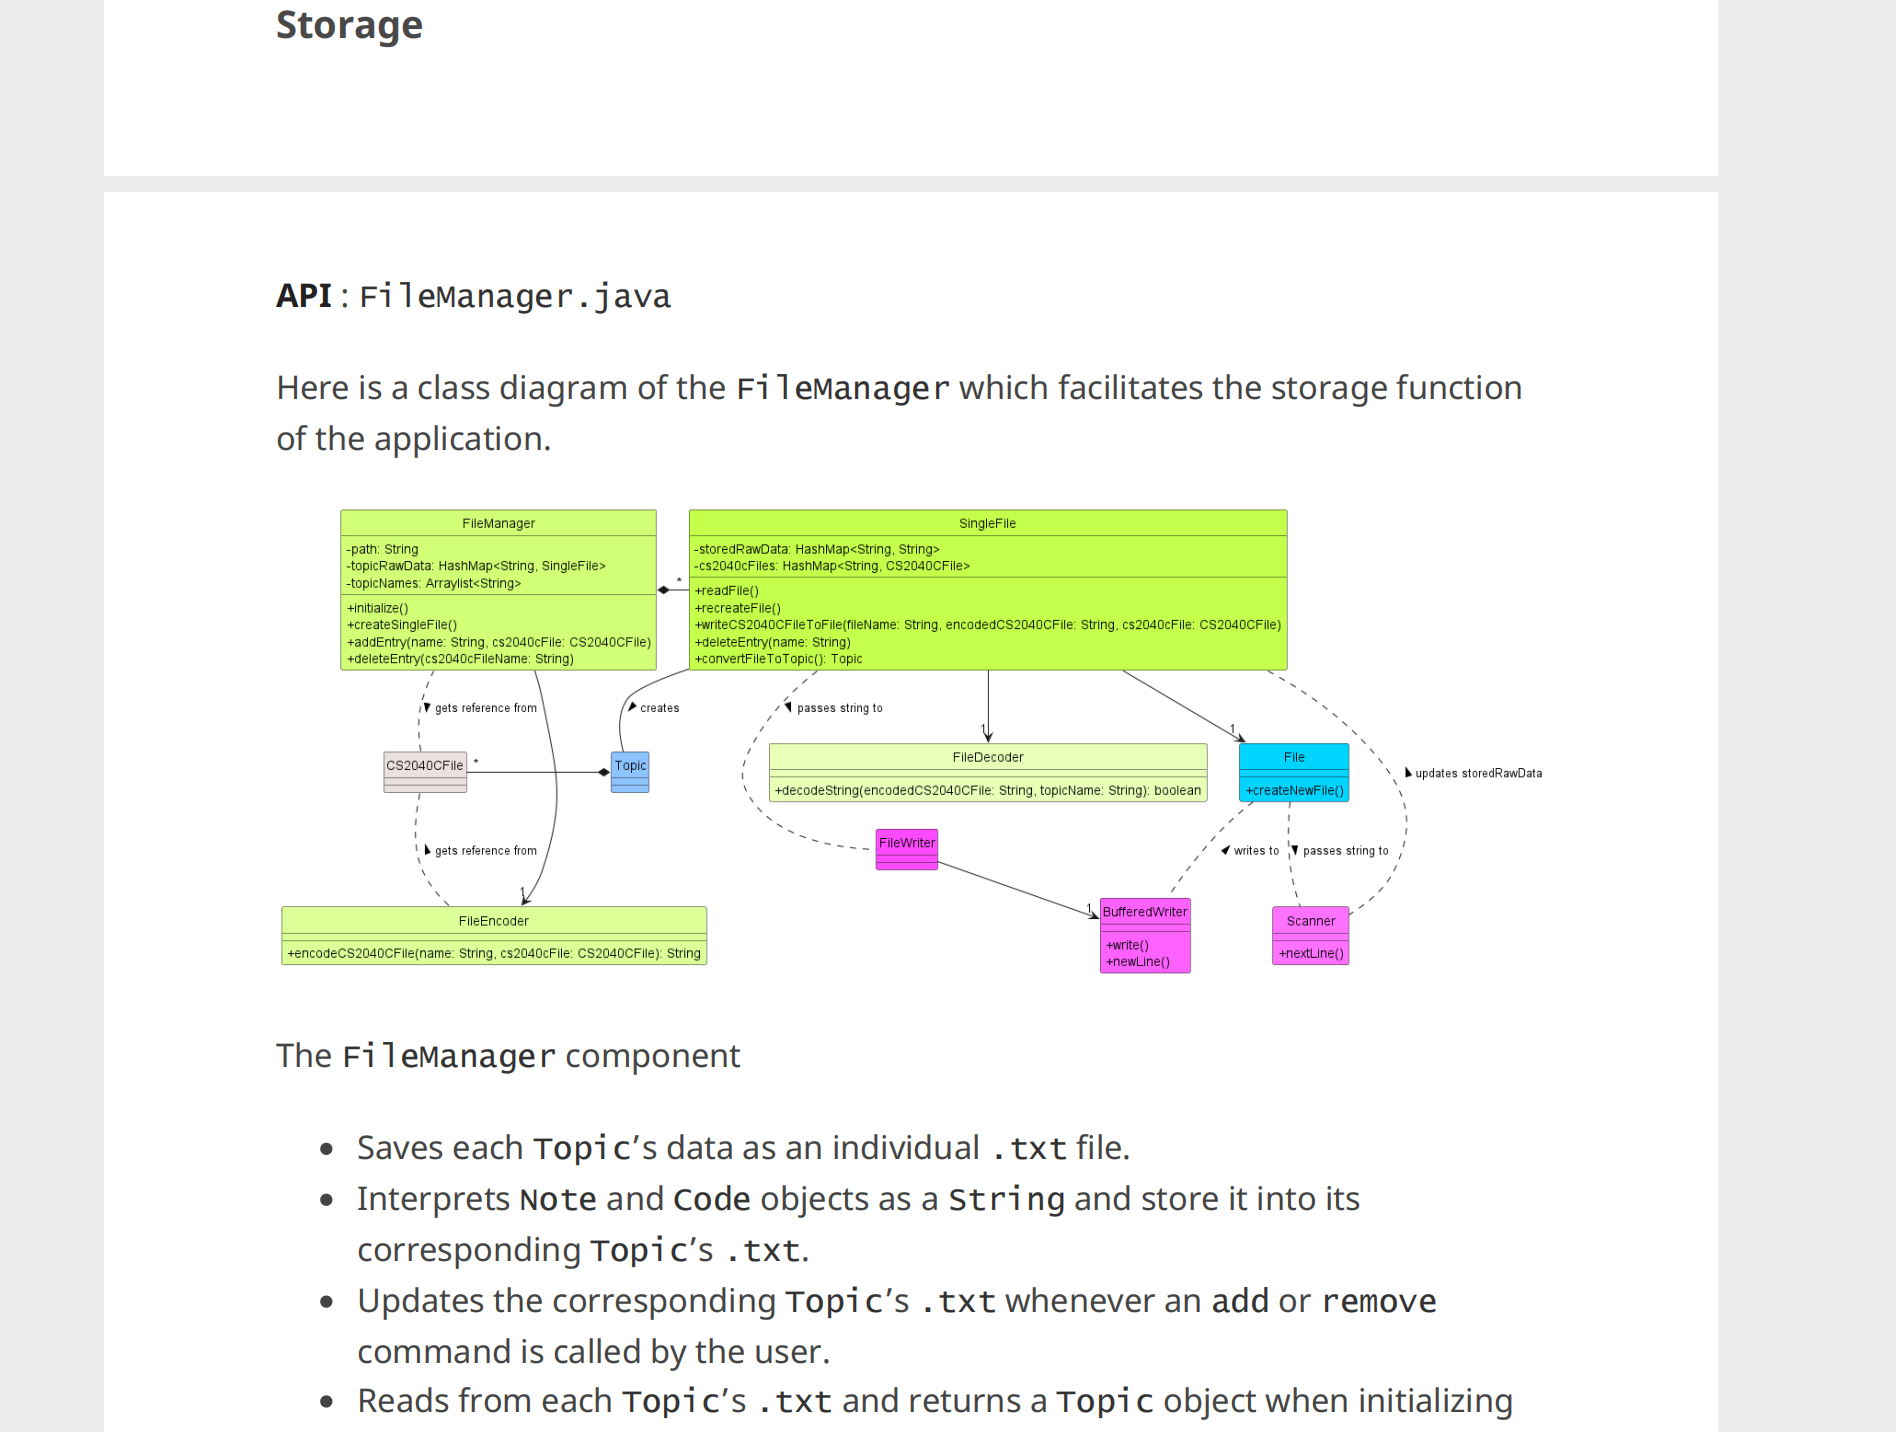 Storage
API : FileManager.java
Here is a class diagram of the FileManager which facilitates the storage function
of the application.
FileManager
-path: String
-topicRawData: HashMap<String, SingleFile>
-topicNames: Arraylist<String>
+initialize()
+createSingleFile()
+addEntry(name: String, cs2040cFile: CS2040CFile)
+deleteEntry(cs2040cFileName: String)
*
SingleFile
-storedRawData: HashMap<String, String>
-cs2040cFiles: HashMap<String, CS2040CFile>
+readFile()
+recreateFile()
+writeCS2040CFileToFile(fileName: String, encodedCS2040CFile: String, cs2040cFile: CS2040CFile)
+deleteEntry(name: String)
+convertFileToTopic(): Topic
gets reference from
creates
passes string to
1
1
CS2040CFile
*
Topic
FileDecoder
+decodeString(encodedCS2040CFile: String, topicName: String): boolean
File
+createNewFile()
updates storedRawData
gets reference from
FileWriter
writes to
passes string to
1
FileEncoder
+encodeCS2040CFile(name: String, cs2040cFile: CS2040CFile): String
1
BufferedWriter
+write()
+newLine()
Scanner
+nextLine()
The FileManager component
Saves each Topic’s data as an individual .txt file.
Interprets Note and Code objects as a String and store it into its
corresponding Topic’s .txt.
Updates the corresponding Topic’s .txt whenever an add or remove
command is called by the user.
Reads from each Topic’s .txt and returns a Topic object when initializing